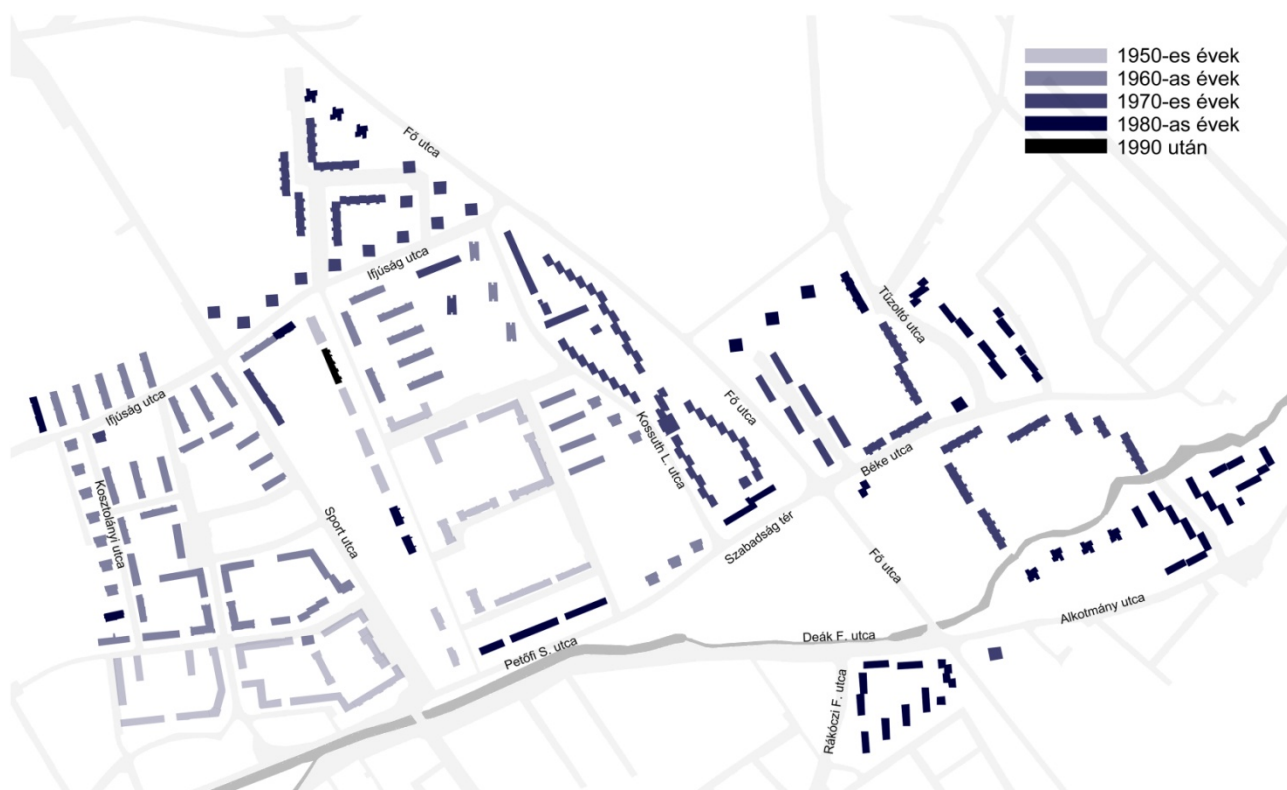 1950-es évek
1960-as évek
1970-es évek
1980-as évek
1990 után
Fő utca
Ifjúság utca
Tűzoltó utca
Ifjúság utca
Kossuth L. utca
Fő utca
Béke utca
Kosztolányi utca
Sport utca
Szabadság tér
Fő utca
Alkotmány utca
Deák F. utca
Petőfi S. utca
Rákóczi F. utca